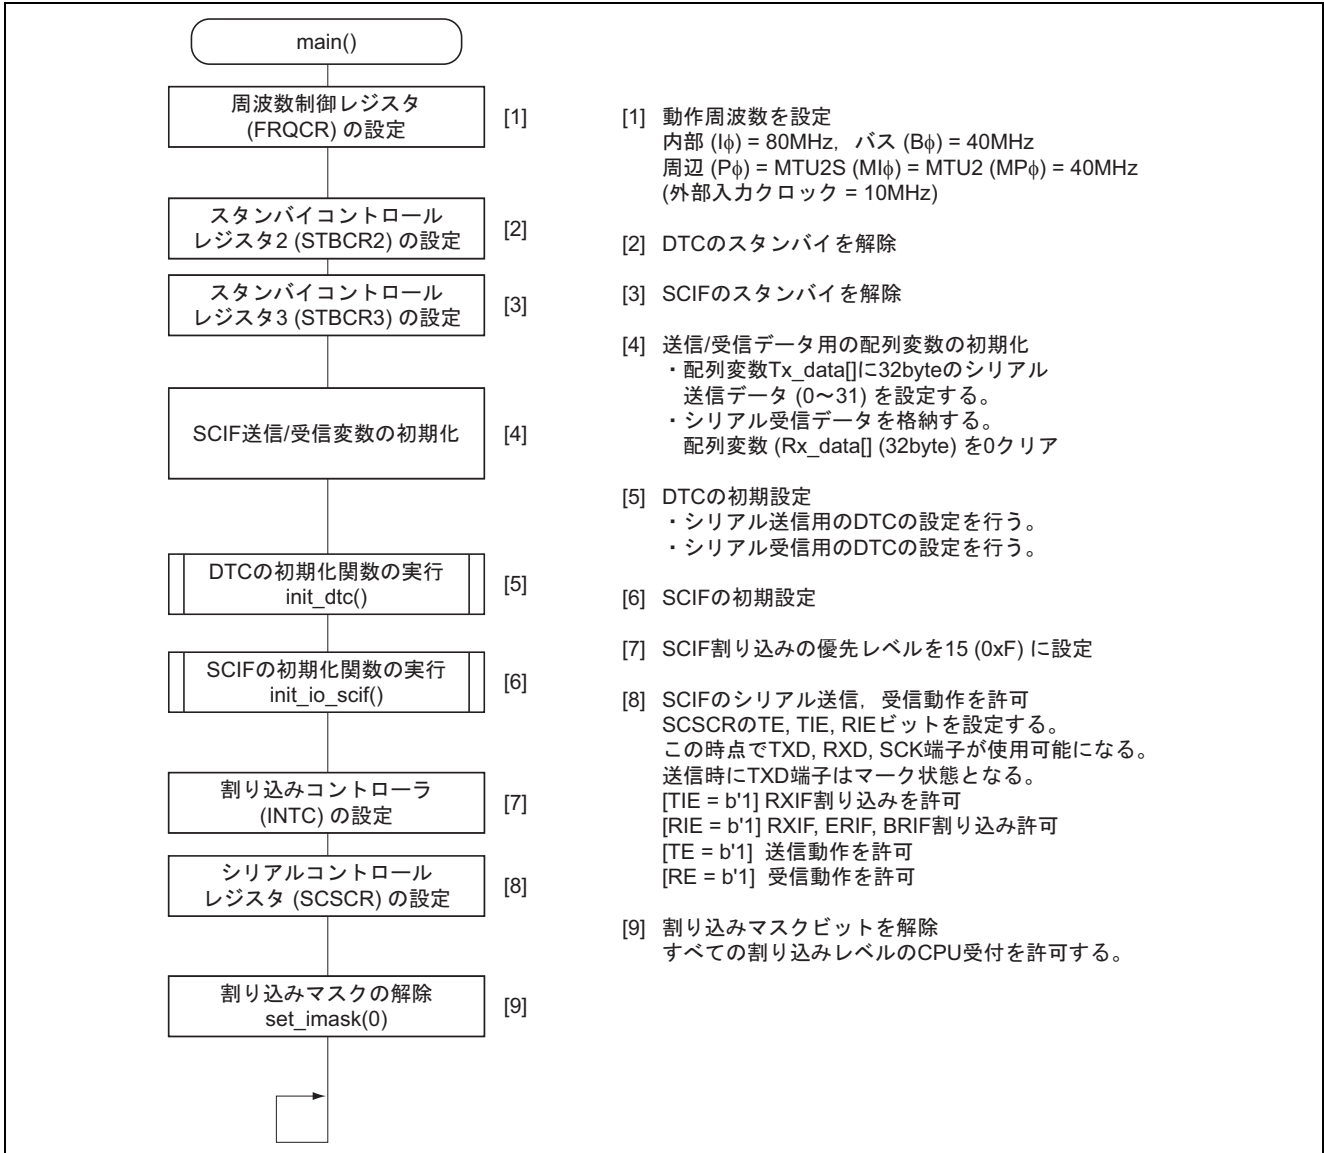 main()
周波数制御レジスタ
(FRQCR) の設定
[1]
スタンバイコントロール
レジスタ2 (STBCR2) の設定
[2]
スタンバイコントロール
レジスタ3 (STBCR3) の設定
[3]
SCIF送信/受信変数の初期化
[4]
DTCの初期化関数の実行
init_dtc()
[5]
SCIFの初期化関数の実行
init_io_scif()
[6]
割り込みコントローラ
(INTC) の設定
[7]
シリアルコントロール
レジスタ (SCSCR) の設定
[8]
割り込みマスクの解除
set_imask(0)
[9]
[1] 動作周波数を設定
内部 (Iφ) = 80MHz, バス (Bφ) = 40MHz
周辺 (Pφ) = MTU2S (MIφ) = MTU2 (MPφ) = 40MHz
(外部入力クロック = 10MHz)
[2] DTCのスタンバイを解除
[3] SCIFのスタンバイを解除
[4] 送信/受信データ用の配列変数の初期化
・配列変数Tx_data[]に32byteのシリアル
送信データ (0～31) を設定する。
・シリアル受信データを格納する。
配列変数 (Rx_data[] (32byte) を0クリア
[5] DTCの初期設定
・シリアル送信用のDTCの設定を行う。
・シリアル受信用のDTCの設定を行う。
[6] SCIFの初期設定
[7] SCIF割り込みの優先レベルを15 (0xF) に設定
[8] SCIFのシリアル送信, 受信動作を許可
SCSCRのTE, TIE, RIEビットを設定する。
この時点でTXD, RXD, SCK端子が使用可能になる。
送信時にTXD端子はマーク状態となる。
[TIE = b'1] RXIF割り込みを許可
[RIE = b'1] RXIF, ERIF, BRIF割り込み許可
[TE = b'1] 送信動作を許可
[RE = b'1] 受信動作を許可
[9] 割り込みマスクビットを解除
すべての割り込みレベルのCPU受付を許可する。